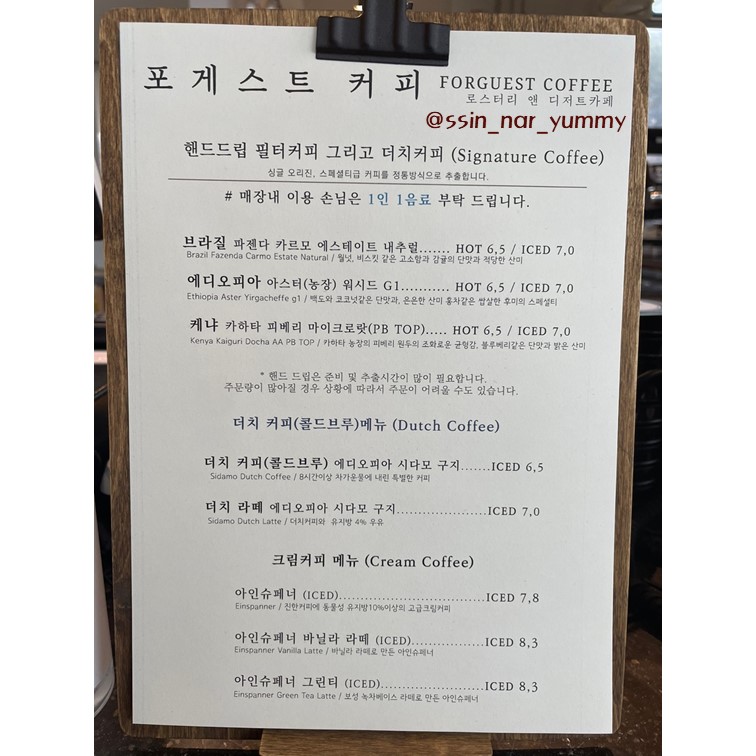 포게스트 커피 FORGUEST COFFEE
로스터리 앤 디저트카페
@ssin_nar_yummy
핸드드립 필터커피 그리고 더치커피 (Signature Coffee)
싱글 오리진, 스페셜티급 커피를 정통방식으로 추출합니다.
# 매장내 이용 손님은 1인 1음료 부탁 드립니다.
브라질 파젠다 카르모 에스테이트 내추럴....... HOT 6,5 / ICED 7,0
Brazil Fazenda Carmo Estate Natural / 월넛, 비스킷 같은 고소함과 감귤의 단맛과 적당한 산미
에디오피아 아스터(농장) 워시드 G1........... HOT 6,5 / ICED 7,0
Ethiopia Aster Yirgacheffe g1 / 백도와 코코넛같은 단맛과, 은은한 산미 홍차같은 쌉살한 후미의 스페셜티
케냐 카하타 피베리 마이크로랏(PB TOP)..... HOT 6,5 / ICED 7,0
Kenya Kaiguri Docha AA PB TOP / 카하타 농장의 피베리 원두의 조화로운 균형감, 블루베리같은 단맛과 밝은 산미
* 핸드 드립은 준비 및 추출시간이 많이 필요합니다.
주문량이 많아질 경우 상황에 따라서 주문이 어려울 수도 있습니다.
더치 커피(콜드브루)메뉴 (Dutch Coffee)
더치 커피(콜드브루) 에디오피아 시다모 구지.......ICED 6,5
Sidamo Dutch Coffee / 8시간이상 차가운물에 내린 특별한 커피
더치 라떼 에디오피아 시다모 구지.....................ICED 7,0
Sidamo Dutch Latte / 더치커피와 유지방 4% 우유
크림커피 메뉴 (Cream Coffee)
아인슈페너 (ICED)..................................ICED 7,8
Einspanner / 진한커피에 동물성 유지방10%이상의 고급크림커피
아인슈페너 바닐라 라떼 (ICED).................ICED 8,3
Einspanner Vanilla Latte / 바닐라 라떼로 만든 아인슈페너
아인슈페너 그린티 (ICED)........................ICED 8,3
Einspanner Green Tea Latte / 보성 녹차베이스 라떼로 만든 아인슈페너